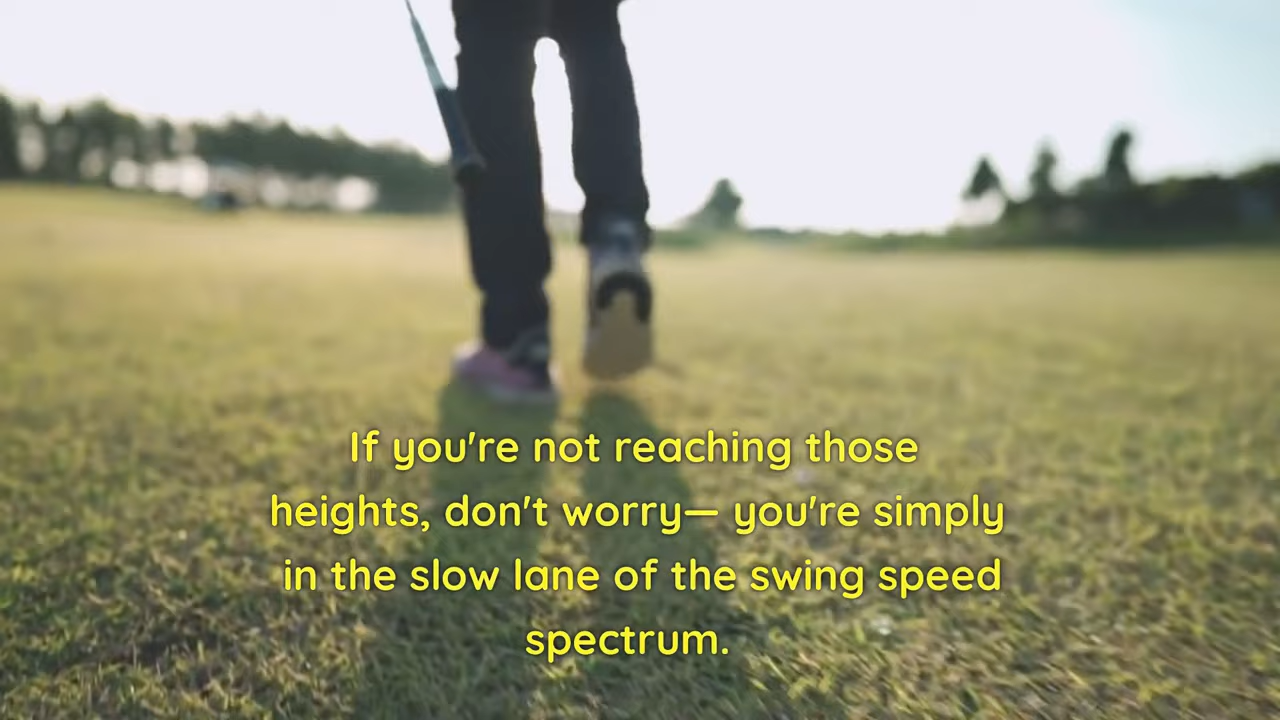 If you're not reaching those
heights, don't worry— you're simply
in the slow lane of the swing speed
spectrum.